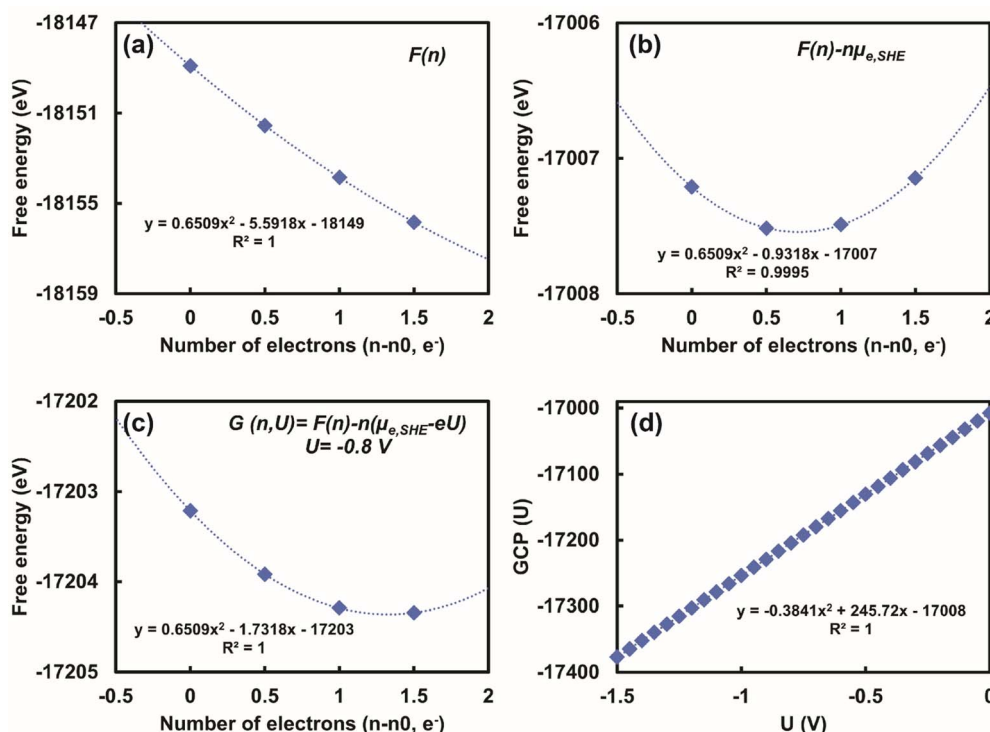 (a)
F(n)
Free energy (eV)
-18147
-18151
-18155
-18159
y = 0.6509x² - 5.5918x - 18149
R² = 1
-0.5 0 0.5 1 1.5 2
Number of electrons (n-n0, e⁻)
(b)
F(n)-nμe,SHE
Free energy (eV)
-17006
-17007
-17008
y = 0.6509x² - 0.9318x - 17007
R² = 0.9995
-0.5 0 0.5 1 1.5 2
Number of electrons (n-n0, e⁻)
(c)
G (n,U)= F(n)-n(μe,SHE-eU)
U= -0.8 V
Free energy (eV)
-17202
-17203
-17204
-17205
y = 0.6509x² - 1.7318x - 17203
R² = 1
-0.5 0 0.5 1 1.5 2
Number of electrons (n-n0, e⁻)
(d)
GCP (U)
-17000
-17100
-17200
-17300
-17400
y = -0.3841x² + 245.72x - 17008
R² = 1
-1.5 -1 -0.5 0
U (V)